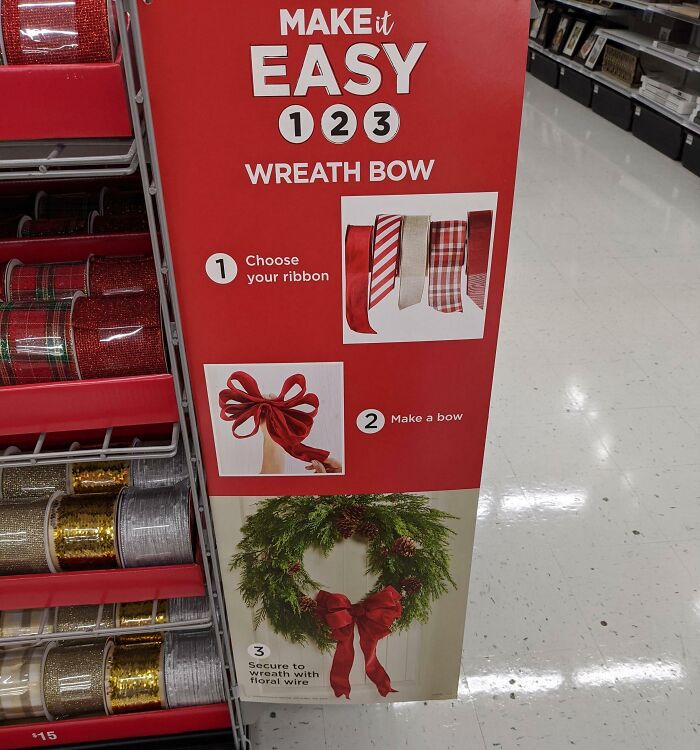 MAKE it
EASY
1 2 3
WREATH BOW
1 Choose
your ribbon
2 Make a bow
3
Secure to
wreath with
floral wire
$15